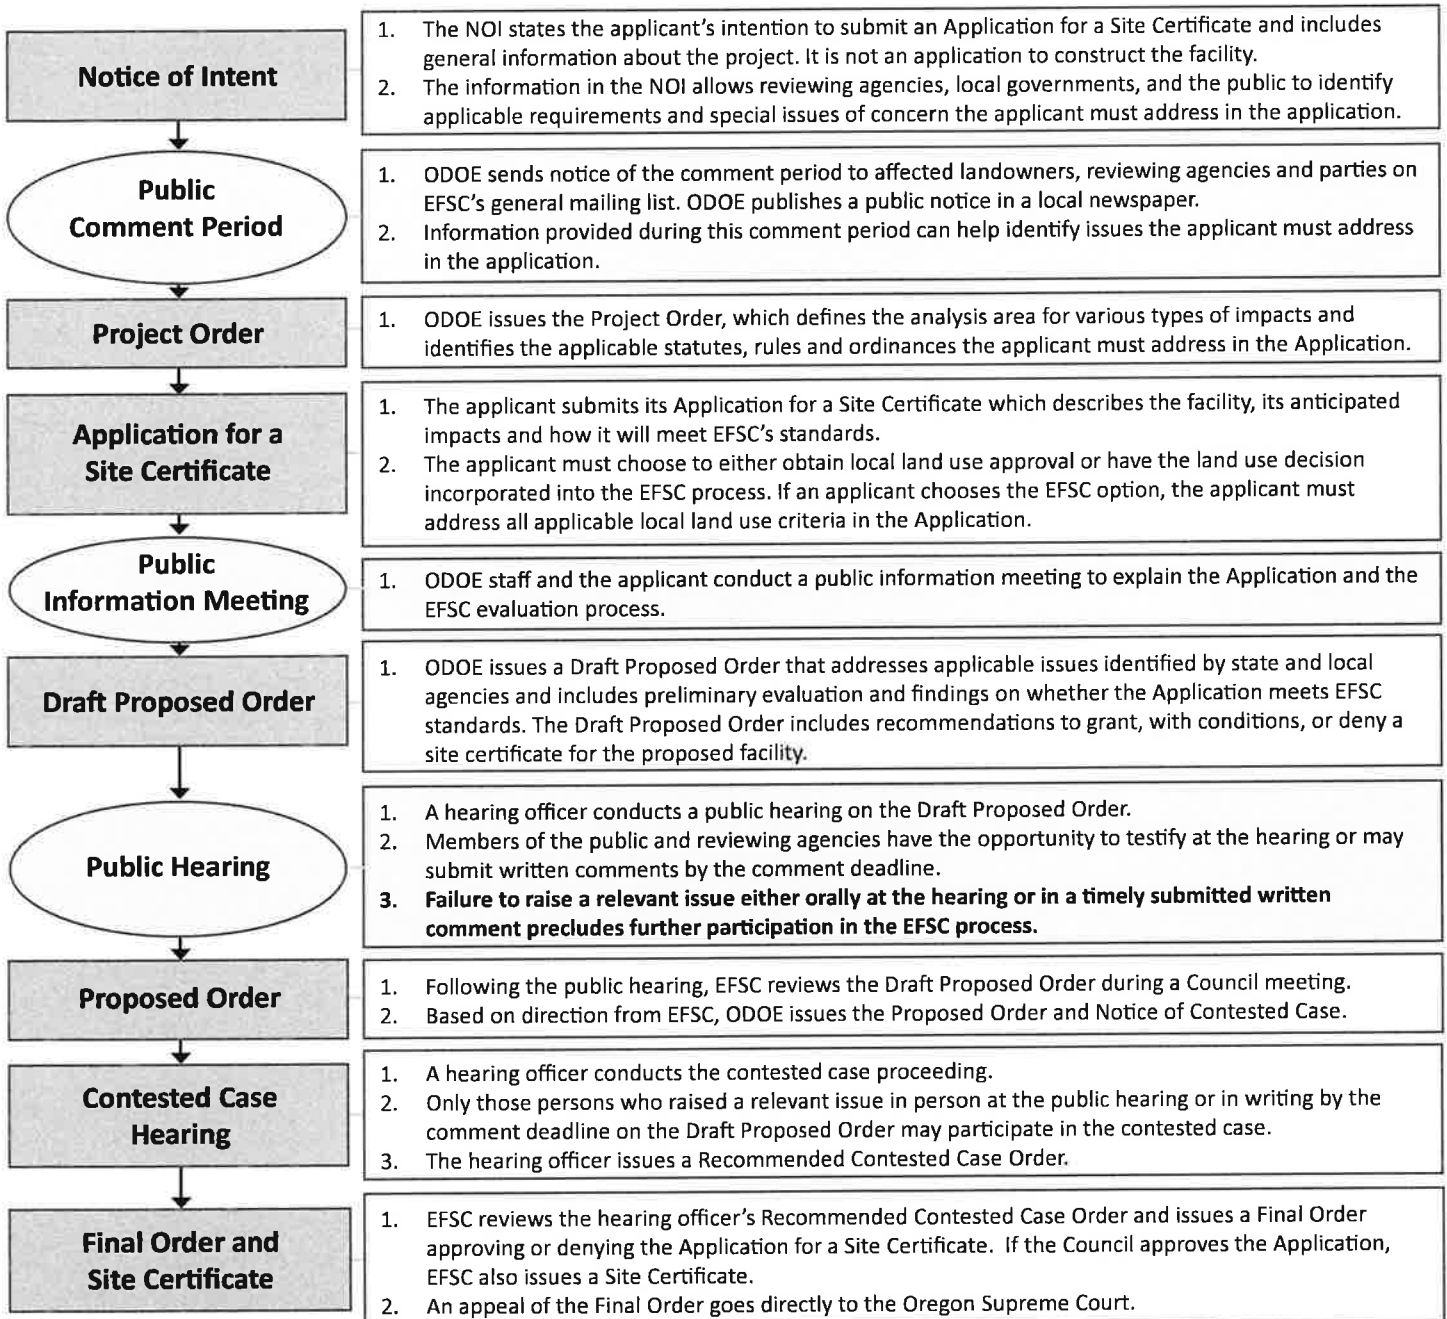 Notice of Intent
1. The NOI states the applicant's intention to submit an Application for a Site Certificate and includes
general information about the project. It is not an application to construct the facility.
2. The information in the NOI allows reviewing agencies, local governments, and the public to identify
applicable requirements and special issues of concern the applicant must address in the application.
Public
Comment Period
1. ODOE sends notice of the comment period to affected landowners, reviewing agencies and parties on
EFSC's general mailing list. ODOE publishes a public notice in a local newspaper.
2. Information provided during this comment period can help identify issues the applicant must address
in the application.
Project Order
1. ODOE issues the Project Order, which defines the analysis area for various types of impacts and
identifies the applicable statutes, rules and ordinances the applicant must address in the Application.
Application for a
Site Certificate
1. The applicant submits its Application for a Site Certificate which describes the facility, its anticipated
impacts and how it will meet EFSC's standards.
2. The applicant must choose to either obtain local land use approval or have the land use decision
incorporated into the EFSC process. If an applicant chooses the EFSC option, the applicant must
address all applicable local land use criteria in the Application.
Public
Information Meeting
1. ODOE staff and the applicant conduct a public information meeting to explain the Application and the
EFSC evaluation process.
Draft Proposed Order
1. ODOE issues a Draft Proposed Order that addresses applicable issues identified by state and local
agencies and includes preliminary evaluation and findings on whether the Application meets EFSC
standards. The Draft Proposed Order includes recommendations to grant, with conditions, or deny a
site certificate for the proposed facility.
Public Hearing
1. A hearing officer conducts a public hearing on the Draft Proposed Order.
2. Members of the public and reviewing agencies have the opportunity to testify at the hearing or may
submit written comments by the comment deadline.
3. Failure to raise a relevant issue either orally at the hearing or in a timely submitted written
comment precludes further participation in the EFSC process.
Proposed Order
1. Following the public hearing, EFSC reviews the Draft Proposed Order during a Council meeting.
2. Based on direction from EFSC, ODOE issues the Proposed Order and Notice of Contested Case.
Contested Case
Hearing
1. A hearing officer conducts the contested case proceeding.
2. Only those persons who raised a relevant issue in person at the public hearing or in writing by the
comment deadline on the Draft Proposed Order may participate in the contested case.
3. The hearing officer issues a Recommended Contested Case Order.
Final Order and
Site Certificate
1. EFSC reviews the hearing officer's Recommended Contested Case Order and issues a Final Order
approving or denying the Application for a Site Certificate. If the Council approves the Application,
EFSC also issues a Site Certificate.
2. An appeal of the Final Order goes directly to the Oregon Supreme Court.